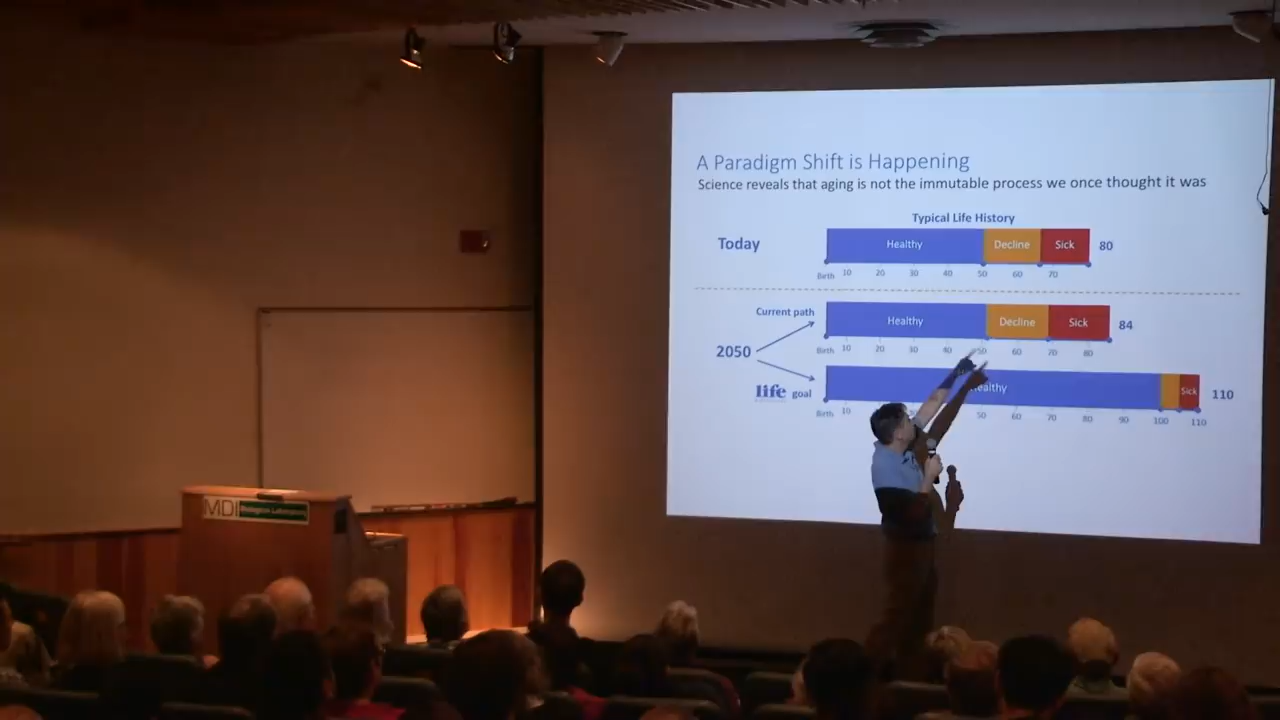 A Paradigm Shift is Happening
Science reveals that aging is not the immutable process we once thought it was
Typical Life History
Today
Healthy
Decline
Sick
80
Birth 10 20 30 40 50 60 70
Current path
Healthy
Decline
Sick
84
2050
Birth 10 20 30 40 50 60 70 80
life goal
ealthy
Sick
110
Birth 10 50 60 70 80 90 100 110
MDI Biological Laboratory